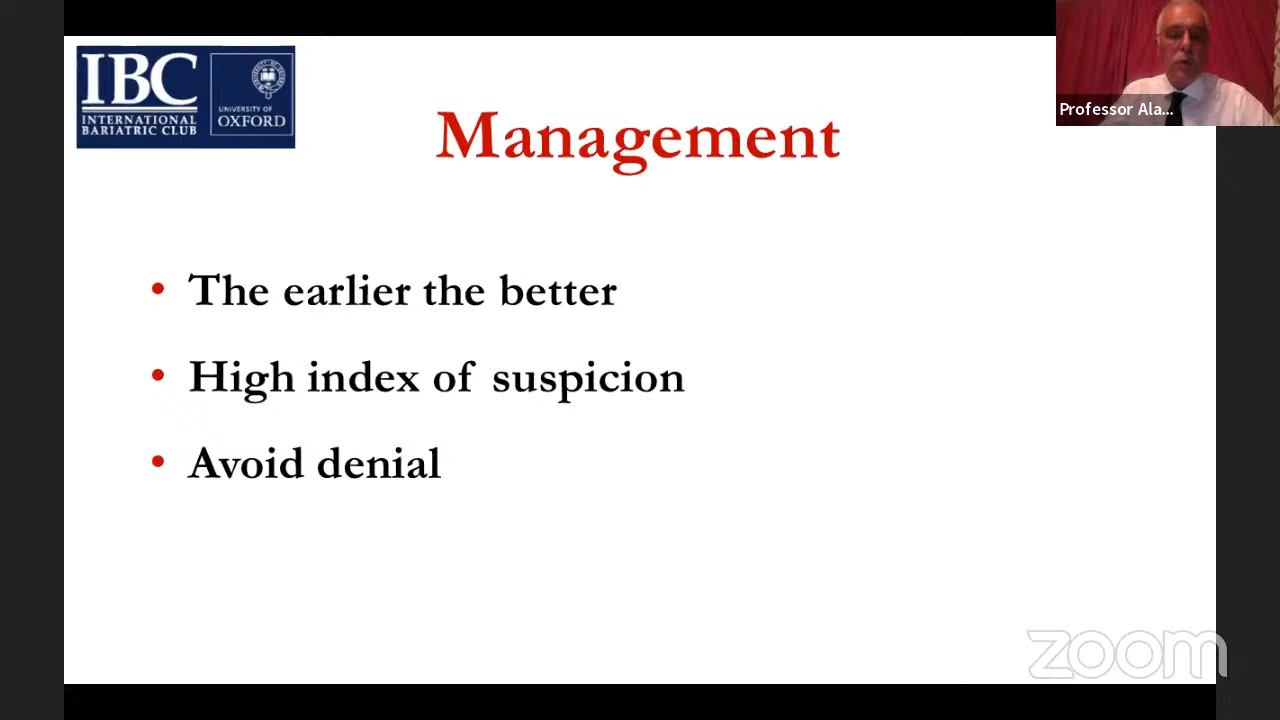 IBC
INTERNATIONAL
BARIATRIC CLUB
UNIVERSITY OF
OXFORD
Professor Ala...
Management
• The earlier the better
• High index of suspicion
• Avoid denial
zoom